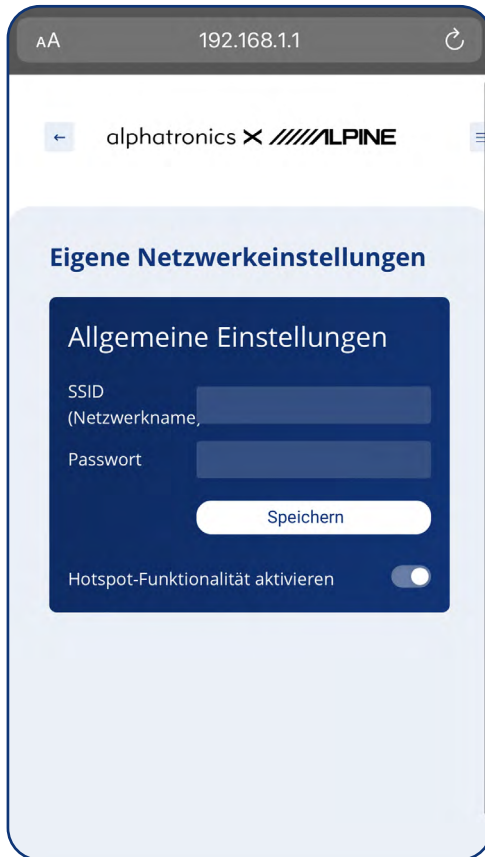 AA 192.168.1.1
alphatronics X ALPINE
Eigene Netzwerkeinstellungen
Allgemeine Einstellungen
SSID
(Netzwerkname
Passwort
Speichern
Hotspot-Funktionalität aktivieren